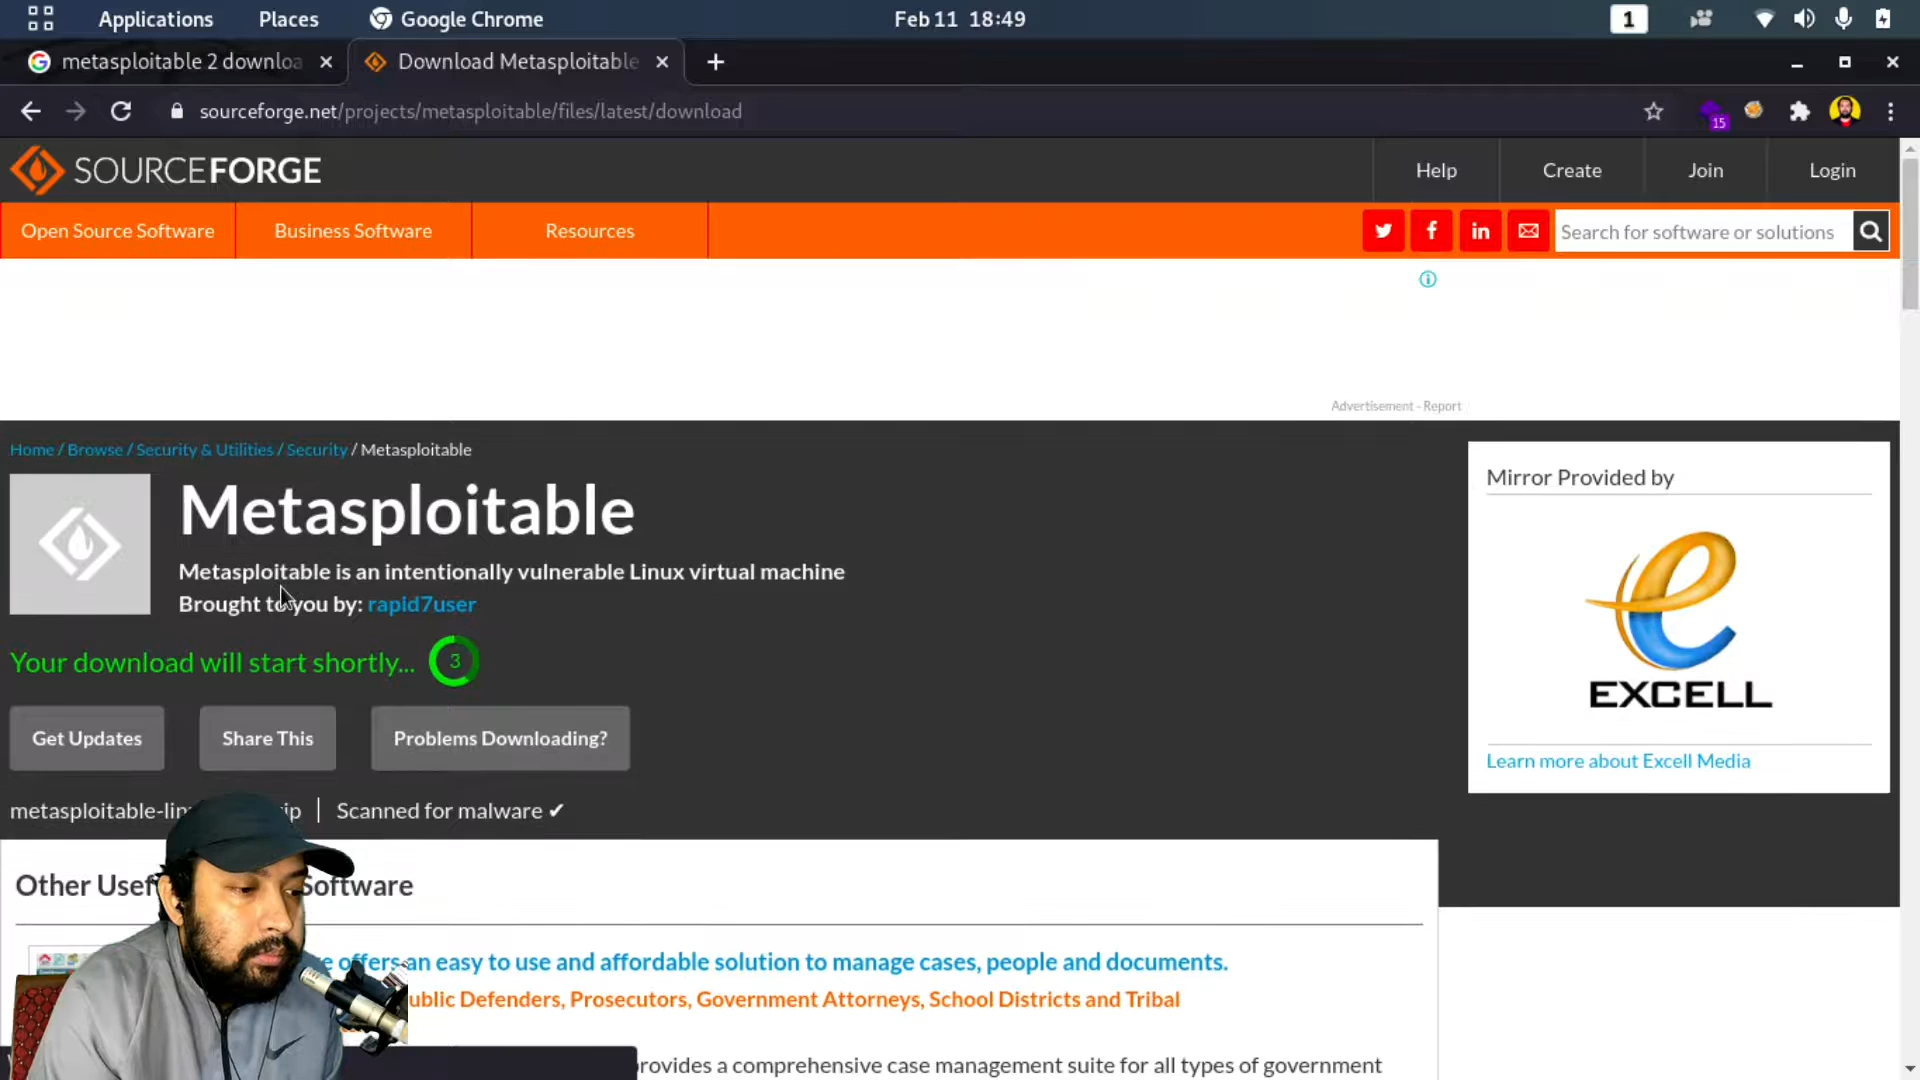 Applications Places Google Chrome Feb 11 18:49 1
metasploitable 2 downloa Download Metasploitable
sourceforge.net/projects/metasploitable/files/latest/download 15
SOURCEFORGE Help Create Join Login
Open Source Software Business Software Resources Search for software or solutions
Advertisement - Report
Home / Browse / Security & Utilities / Security / Metasploitable
Metasploitable
Metasploitable is an intentionally vulnerable Linux virtual machine
Brought to you by: rapid7user
Your download will start shortly... 3
Get Updates Share This Problems Downloading?
Scanned for malware ✔
Mirror Provided by
EXCELL
Learn more about Excell Media
Other Software
offers an easy to use and affordable solution to manage cases, people and documents.
Defenders, Prosecutors, Government Attorneys, School Districts and Tribal
a comprehensive case management suite for all types of government